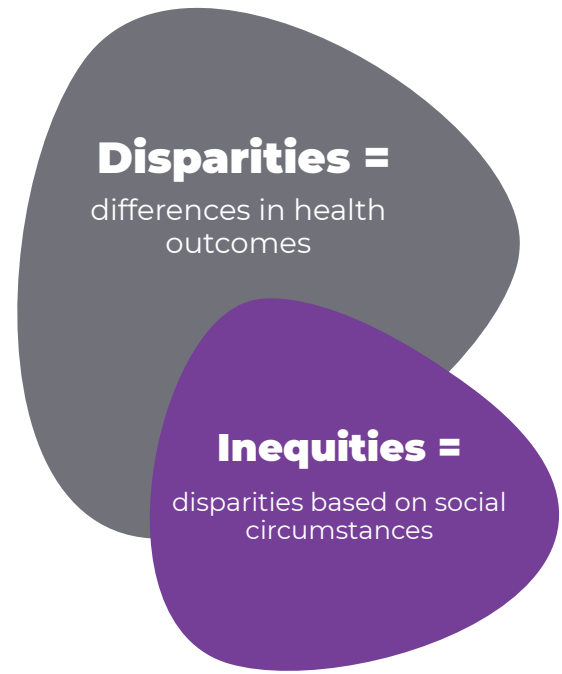 Disparities =
differences in health
outcomes
Inequities =
disparities based on social
circumstances